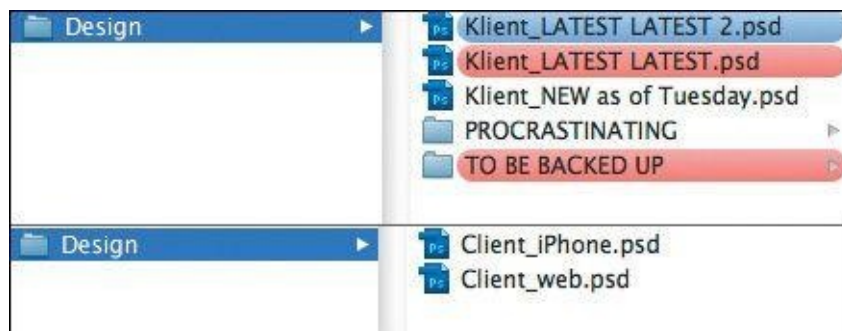 Design
Klient_LATEST LATEST 2.psd
Klient_LATEST LATEST.psd
Klient_NEW as of Tuesday.psd
PROCRASTINATING
TO BE BACKED UP
Design
Client_iPhone.psd
Client_web.psd